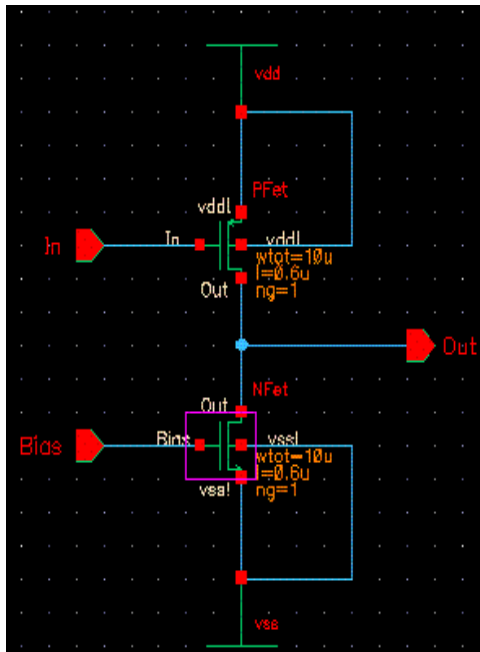 vdd
PFet
vdd!
In
In
vdd!
wtot=10u
l=0.6u
Out
ng=1
Out
NFet
Out
Bias
Bias
vss!
wtot=10u
l=0.6u
vss!
ng=1
vss